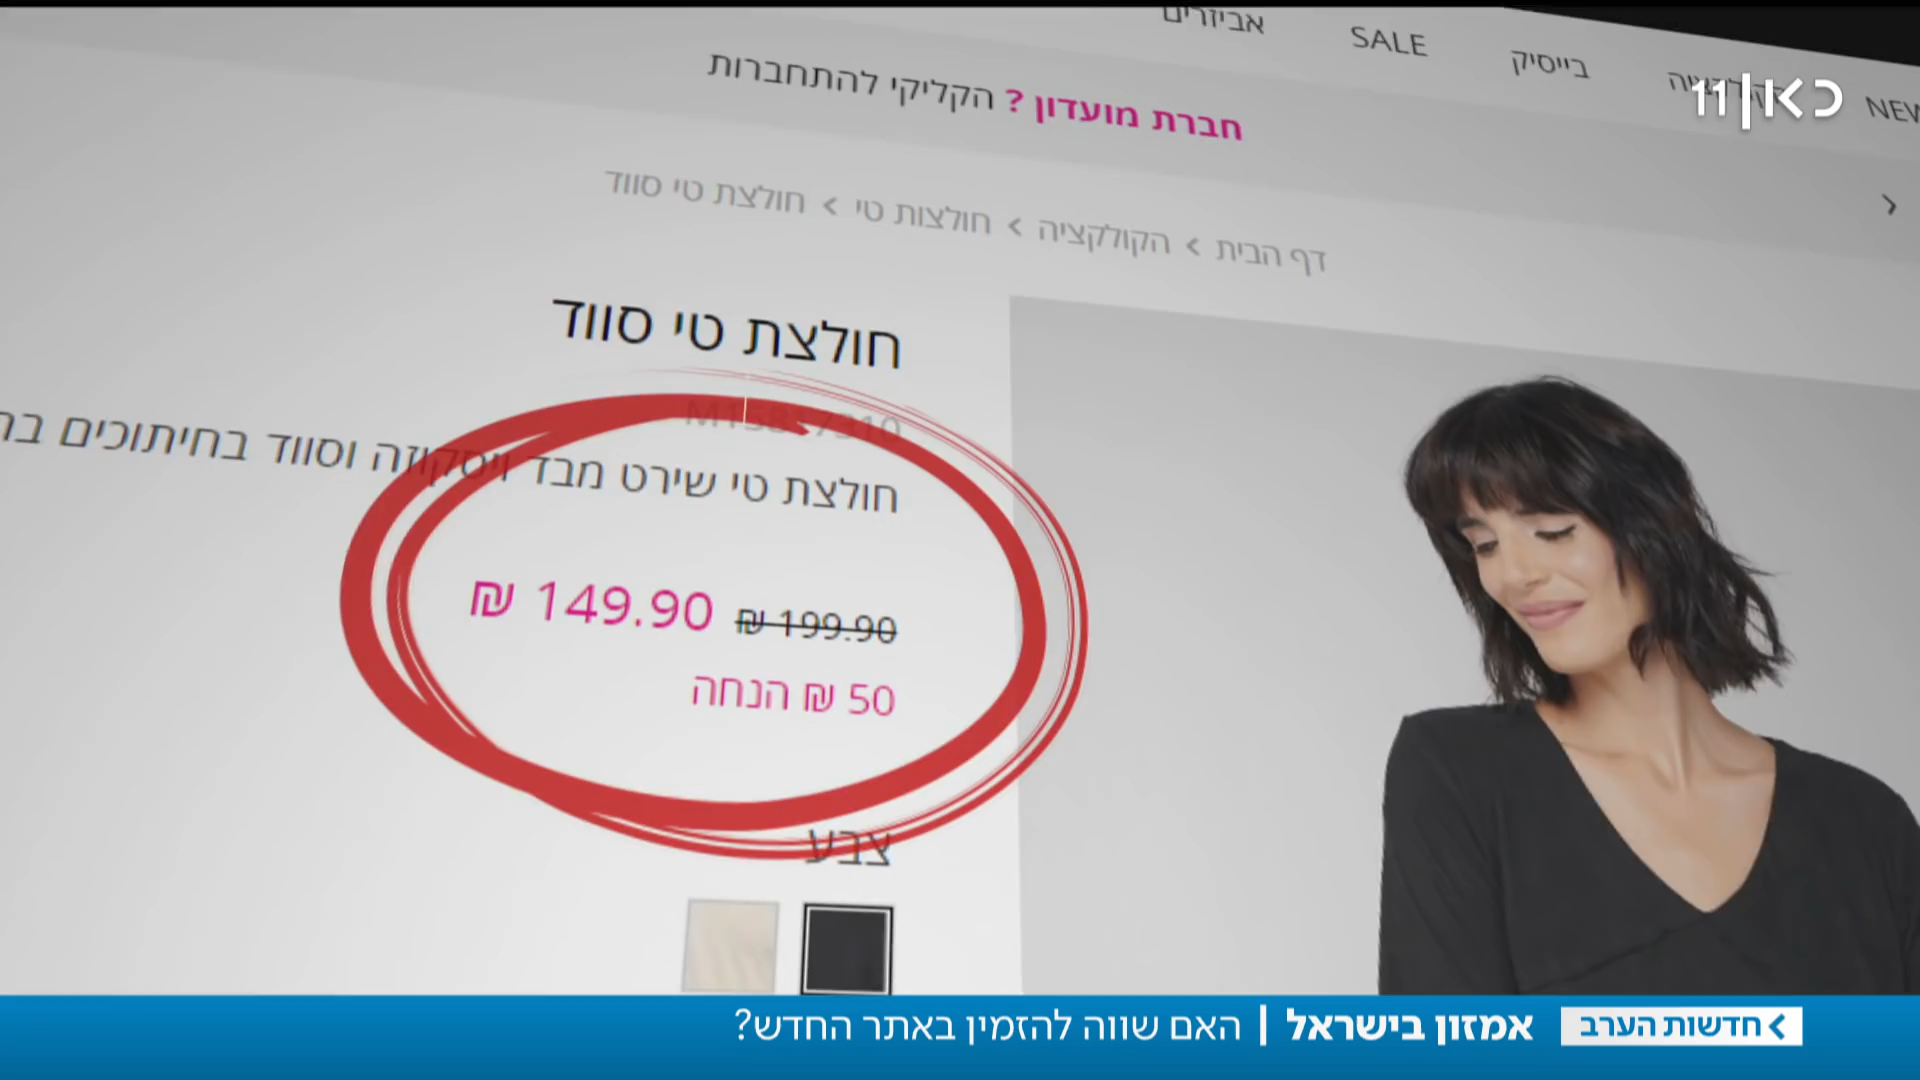 NEW
בייסיק
SALE
אביזרים
כאן 11
חברת מועדון ? הקליקי להתחברות
דף הבית > הקולקציה > חולצות טי > חולצת טי סווד
חולצת טי סווד
M15817310
חולצת טי שירט מבד ויסקוזה וסווד בחיתוכים
199.90 ₪ 149.90 ₪
50 ₪ הנחה
צבע
חדשות הערב
אמזון בישראל | האם שווה להזמין באתר החדש?